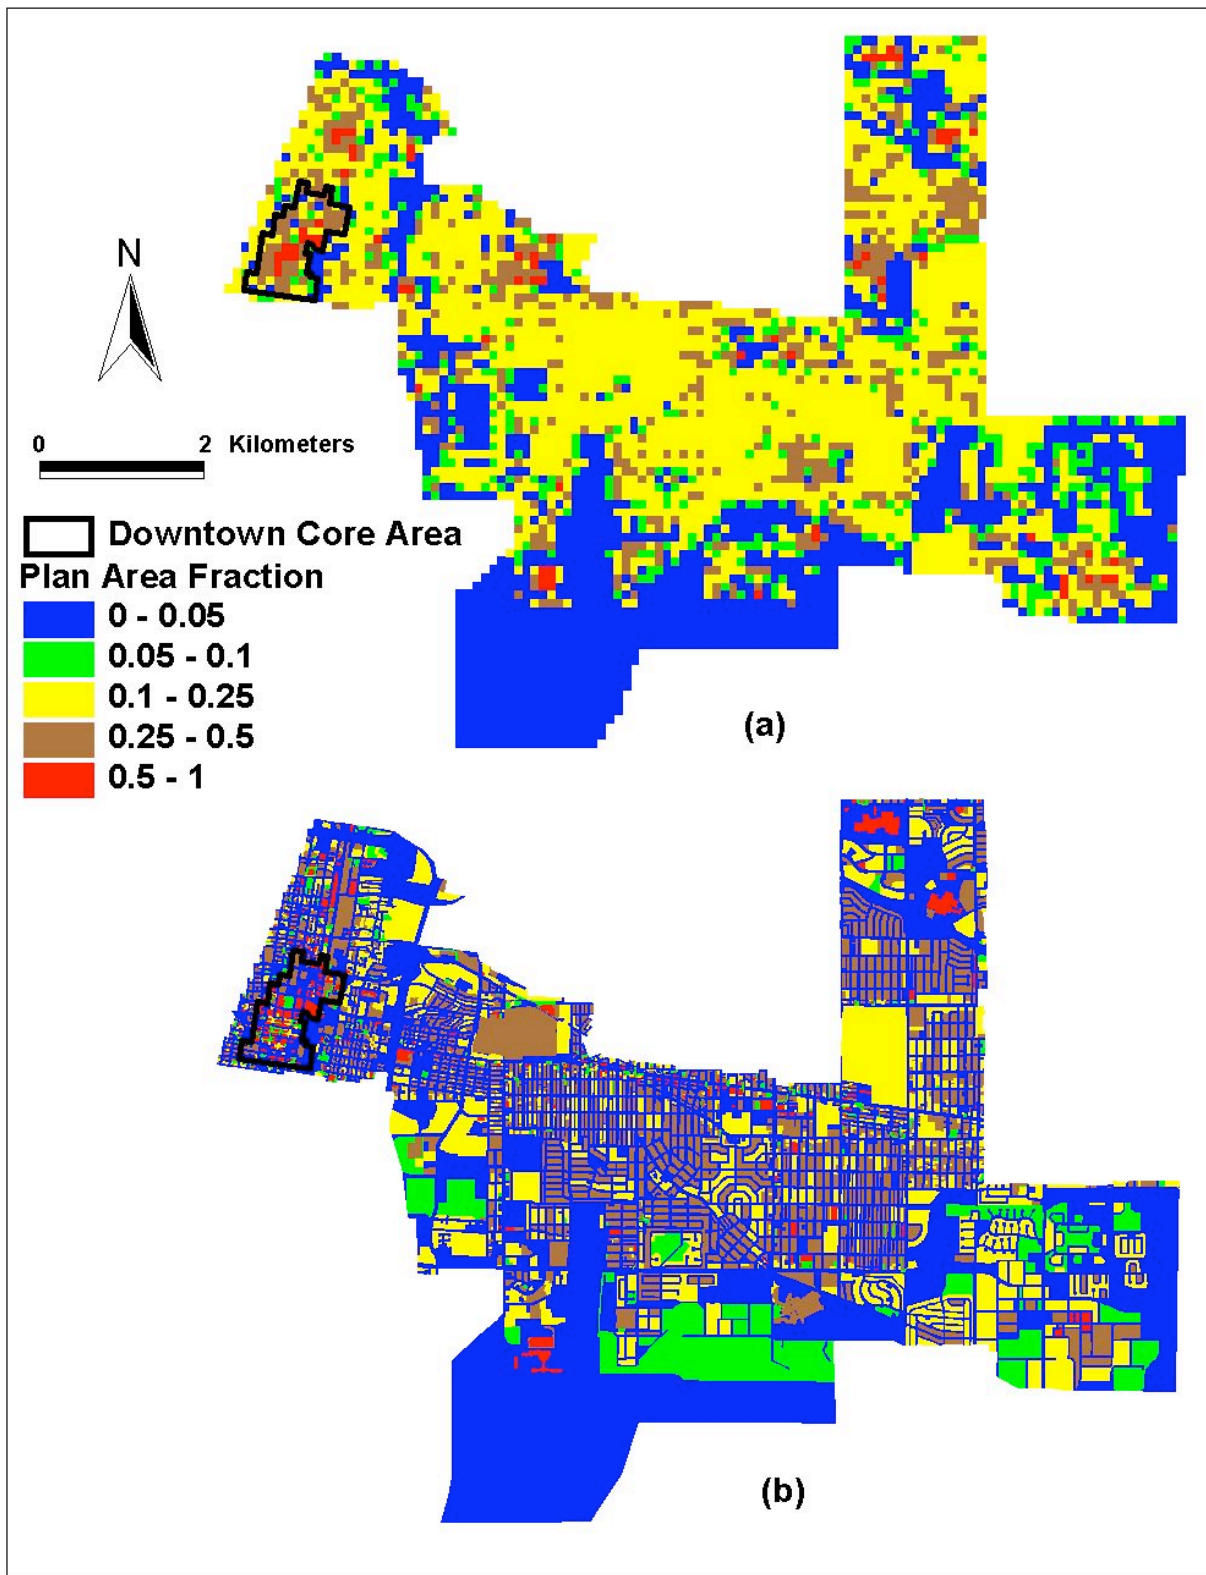 N
0 2 Kilometers
Downtown Core Area
Plan Area Fraction
0 - 0.05
0.05 - 0.1
0.1 - 0.25
0.25 - 0.5
0.5 - 1
(a)
(b)